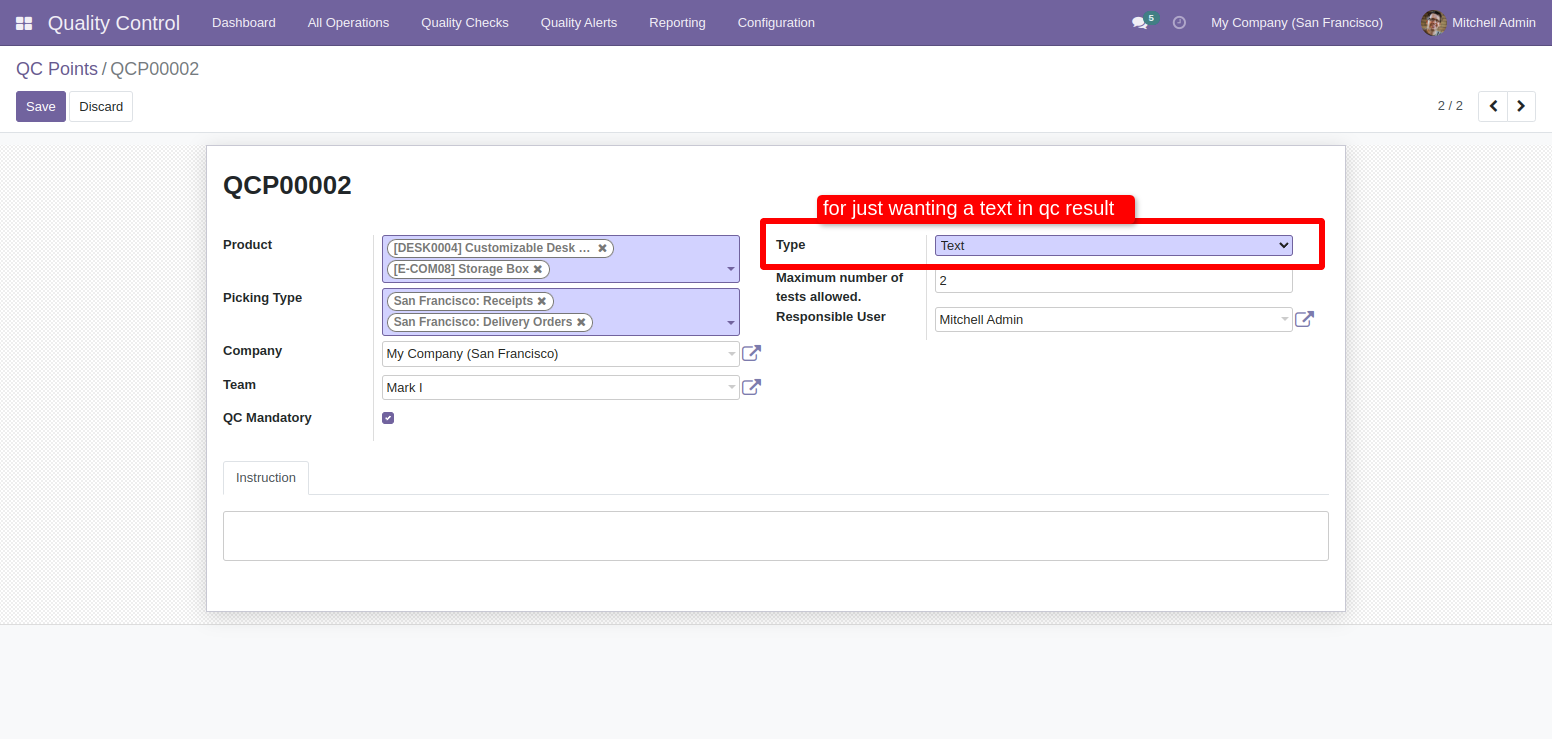 Quality Control Dashboard All Operations Quality Checks Quality Alerts Reporting Configuration 5 My Company (San Francisco) Mitchell Admin
QC Points / QCP00002
Save Discard 2 / 2
QCP00002
for just wanting a text in qc result
Product [DESK0004] Customizable Desk ... ✖
[E-COM08] Storage Box ✖
Picking Type San Francisco: Receipts ✖
San Francisco: Delivery Orders ✖
Company My Company (San Francisco)
Team Mark I
QC Mandatory
Type Text
Maximum number of
tests allowed. 2
Responsible User Mitchell Admin
Instruction